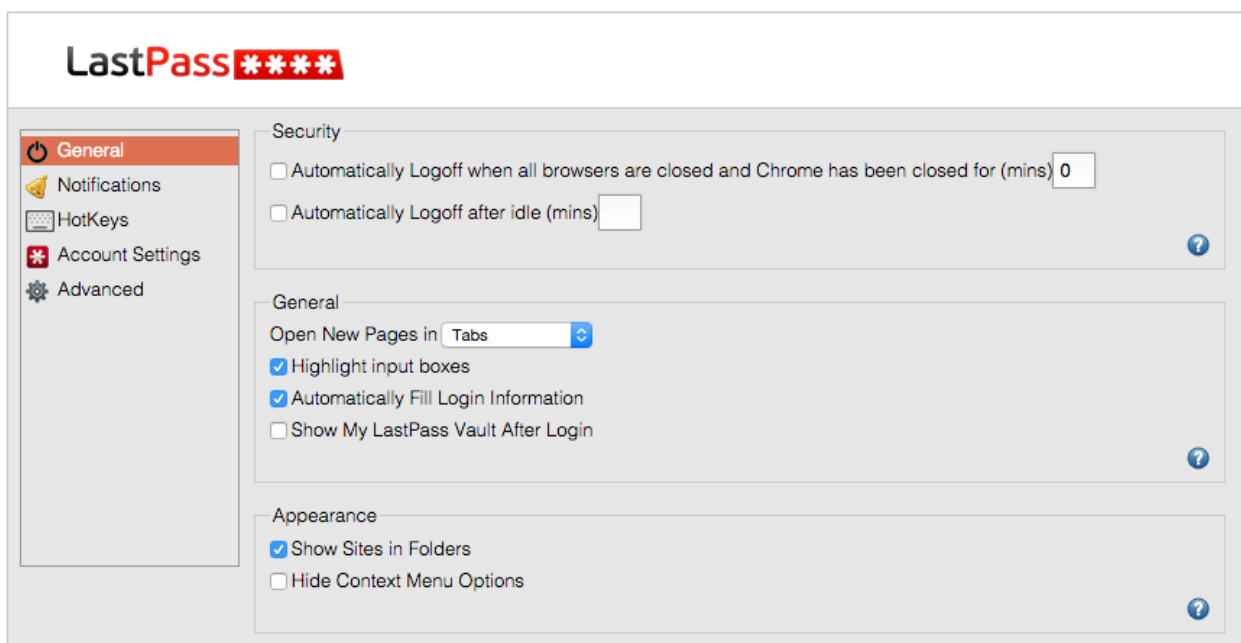 LastPass ****
General
Notifications
HotKeys
Account Settings
Advanced
Security
Automatically Logoff when all browsers are closed and Chrome has been closed for (mins) 0
Automatically Logoff after idle (mins)
?
General
Open New Pages in Tabs
Highlight input boxes
Automatically Fill Login Information
Show My LastPass Vault After Login
?
Appearance
Show Sites in Folders
Hide Context Menu Options
?